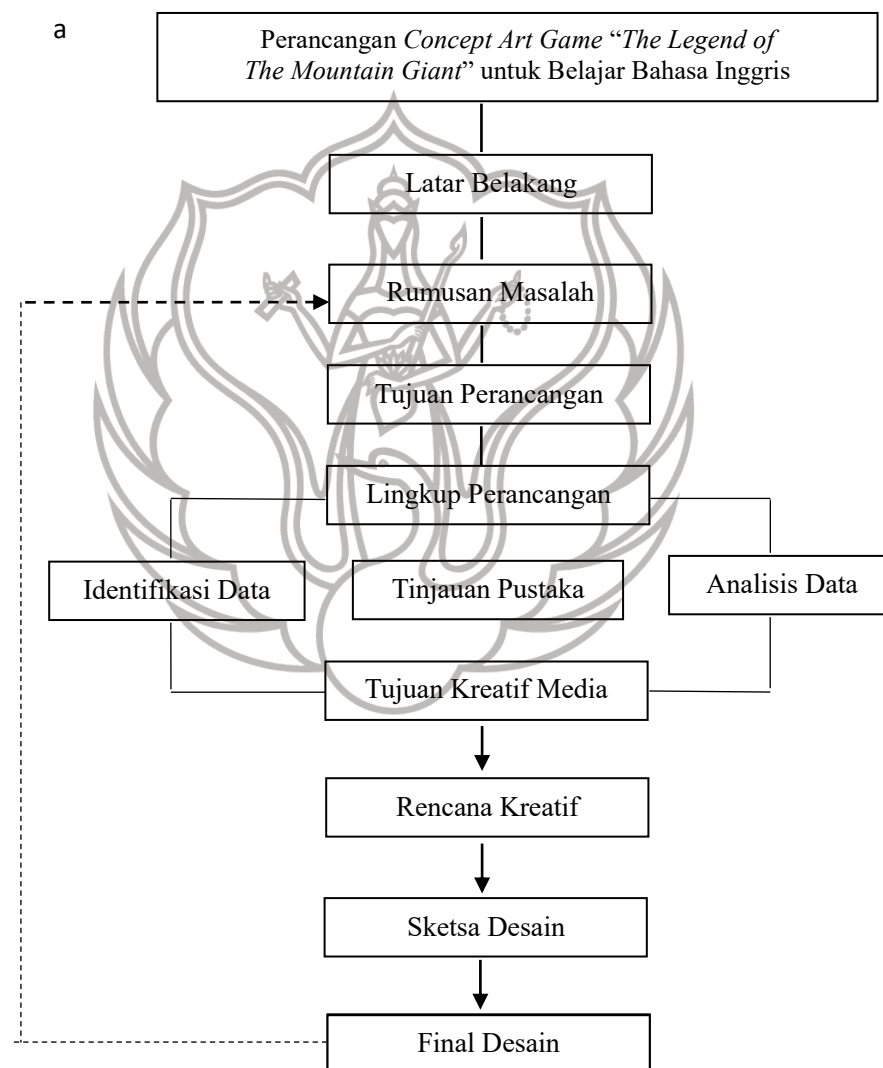 a
Perancangan Concept Art Game “The Legend of
The Mountain Giant” untuk Belajar Bahasa Inggris
Latar Belakang
Rumusan Masalah
Tujuan Perancangan
Lingkup Perancangan
Identifikasi Data
Tinjauan Pustaka
Analisis Data
Tujuan Kreatif Media
Rencana Kreatif
Sketsa Desain
Final Desain